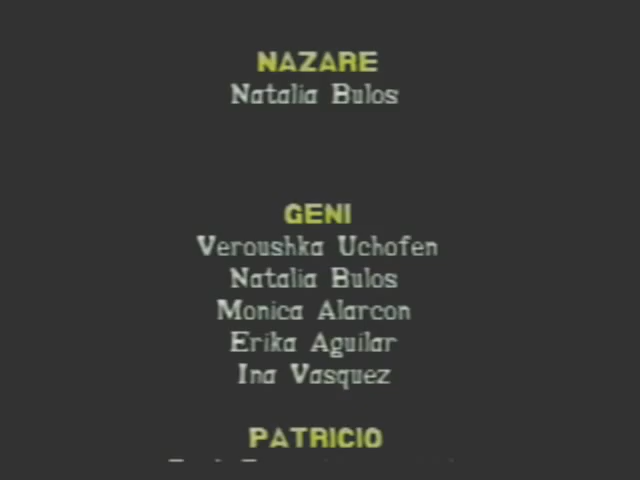 NAZARE
Natalia Bulos
GENI
Veroushka Uchofen
Natalia Bulos
Monica Alarcon
Erika Aguilar
Ina Vasquez
PATRICIO